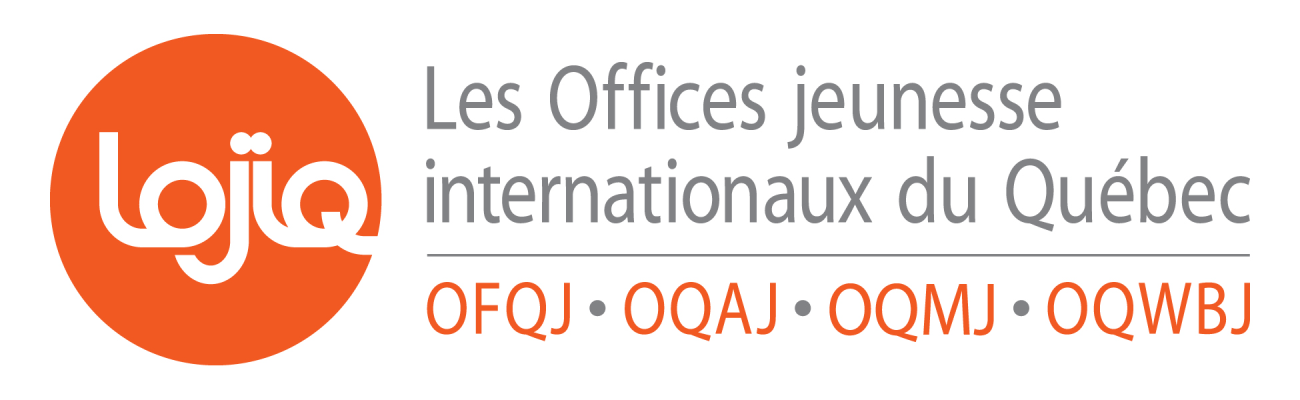 lojiq
Les Offices jeunesse
internationaux du Québec
OFQJ • OQAJ • OQMJ • OQWBJ